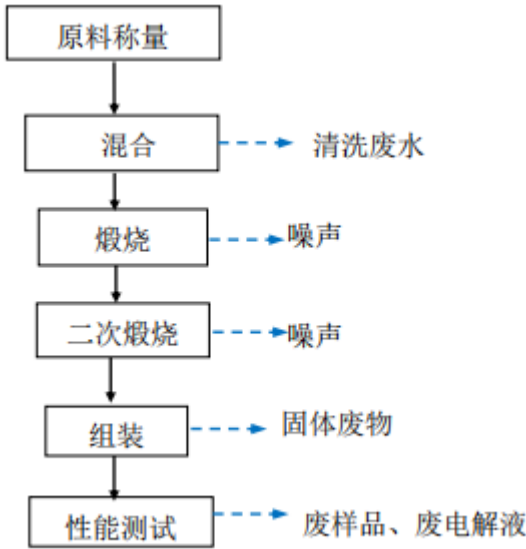 原料称量
混合
清洗废水
煅烧
噪声
二次煅烧
噪声
组装
固体废物
性能测试
废样品、废电解液